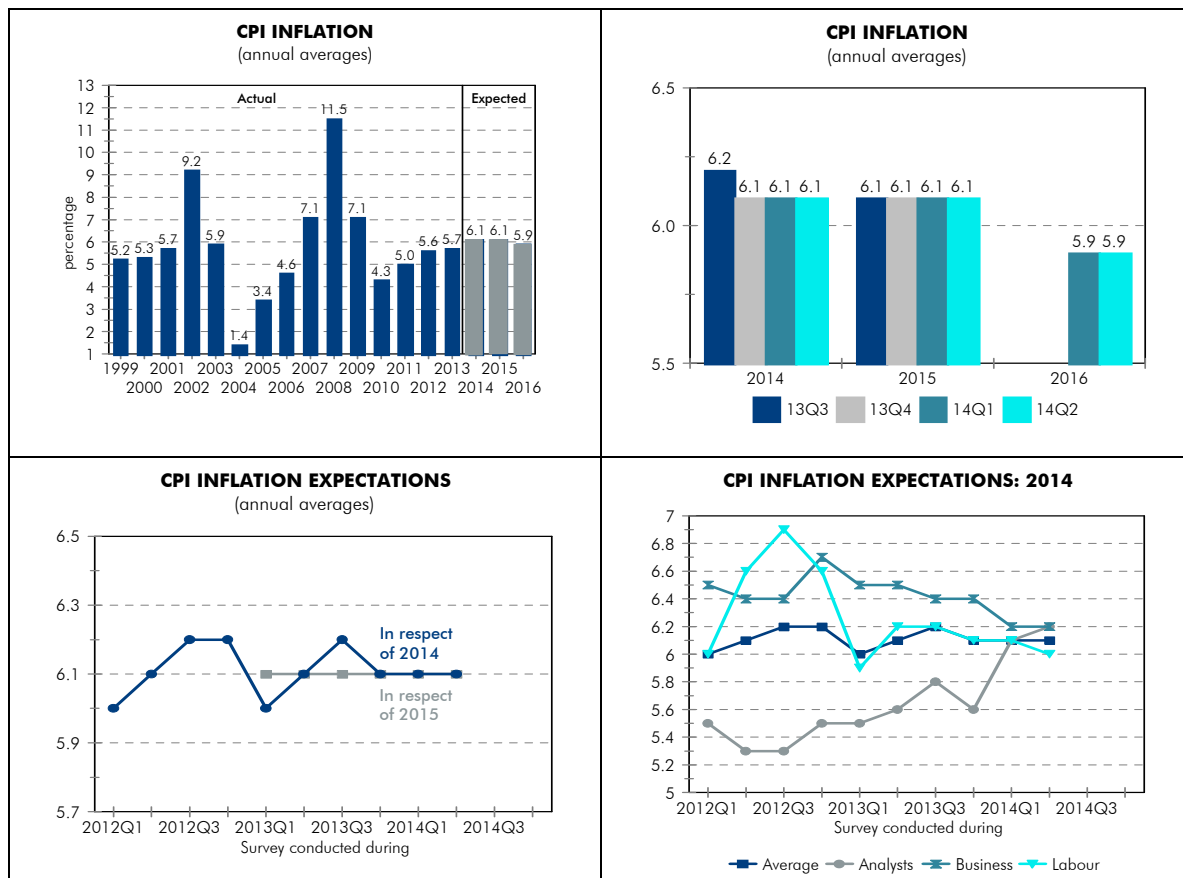 CPI INFLATION
(annual averages)
percentage
13
12
11
10
9
8
7
6
5
4
3
2
1
Actual
Expected
5.2
5.3
5.7
9.2
5.9
1.4
3.4
4.6
7.1
11.5
7.1
4.3
5.0
5.6
5.7
6.1
6.1
5.9
1999 2001 2003 2005 2007 2009 2011 2013 2015
2000 2002 2004 2006 2008 2010 2012 2014 2016
CPI INFLATION
(annual averages)
6.5
6.0
5.5
6.2
6.1 6.1 6.1
6.1 6.1 6.1 6.1
5.9 5.9
2014 2015 2016
13Q3 13Q4 14Q1 14Q2
CPI INFLATION EXPECTATIONS
(annual averages)
6.5
6.3
6.1
5.9
5.7
In respect
of 2014
In respect
of 2015
2012Q1 2012Q3 2013Q1 2013Q3 2014Q1 2014Q3
Survey conducted during
CPI INFLATION EXPECTATIONS: 2014
7
6.8
6.6
6.4
6.2
6
5.8
5.6
5.4
5.2
5
2012Q1 2012Q3 2013Q1 2013Q3 2014Q1 2014Q3
Survey conducted during
Average Analysts Business Labour